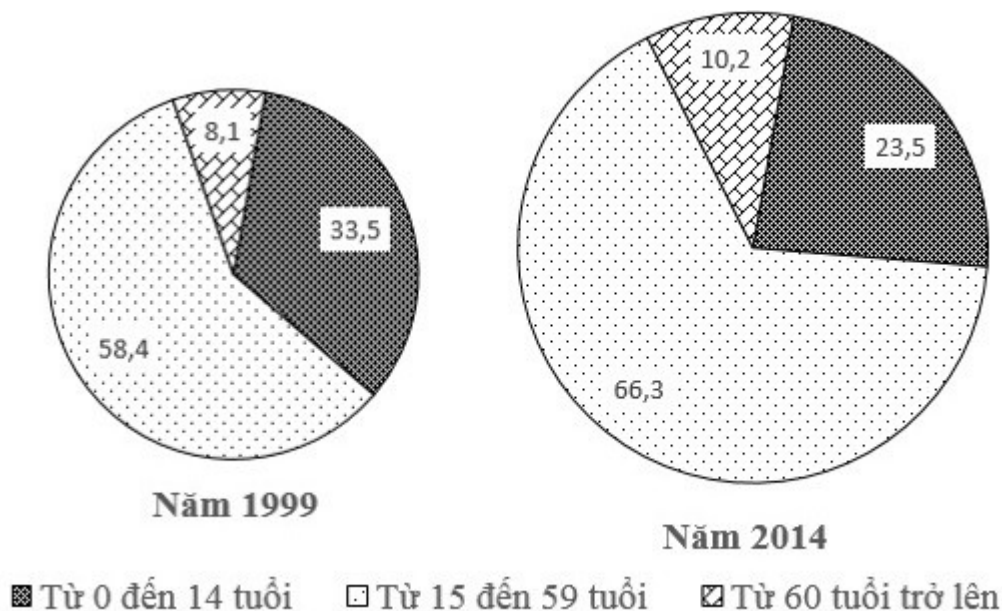 8,1
33,5
58,4
Năm 1999
10,2
23,5
66,3
Năm 2014
Từ 0 đến 14 tuổi Từ 15 đến 59 tuổi Từ 60 tuổi trở lên